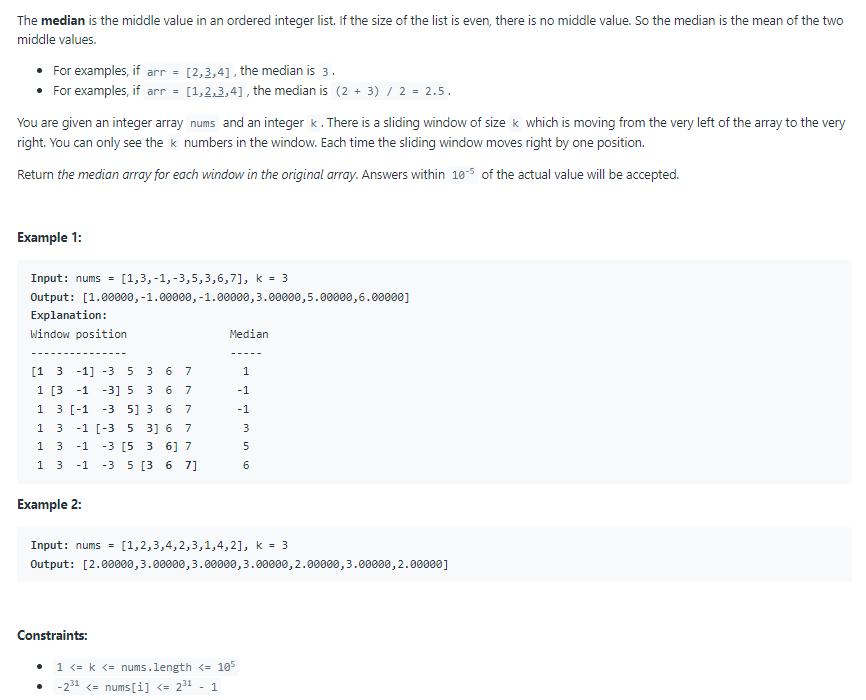 The median is the middle value in an ordered integer list. If the size of the list is even, there is no middle value. So the median is the mean of the two
middle values.
• For examples, if arr = [2,3,4], the median is 3.
• For examples, if arr = [1,2,3,4], the median is (2 + 3) / 2 = 2.5.
You are given an integer array nums and an integer k. There is a sliding window of size k which is moving from the very left of the array to the very
right. You can only see the k numbers in the window. Each time the sliding window moves right by one position.
Return the median array for each window in the original array. Answers within 10⁻⁵ of the actual value will be accepted.
Example 1:
Input: nums = [1,3,-1,-3,5,3,6,7], k = 3
Output: [1.00000,-1.00000,-1.00000,3.00000,5.00000,6.00000]
Explanation:
Window position Median
--------------- -----
[1 3 -1] -3 5 3 6 7 1
1 [3 -1 -3] 5 3 6 7 -1
1 3 [-1 -3 5] 3 6 7 -1
1 3 -1 [-3 5 3] 6 7 3
1 3 -1 -3 [5 3 6] 7 5
1 3 -1 -3 5 [3 6 7] 6
Example 2:
Input: nums = [1,2,3,4,2,3,1,4,2], k = 3
Output: [2.00000,3.00000,3.00000,3.00000,2.00000,3.00000,2.00000]
Constraints:
• 1 <= k <= nums.length <= 10⁵
• -2³¹ <= nums[i] <= 2³¹ - 1